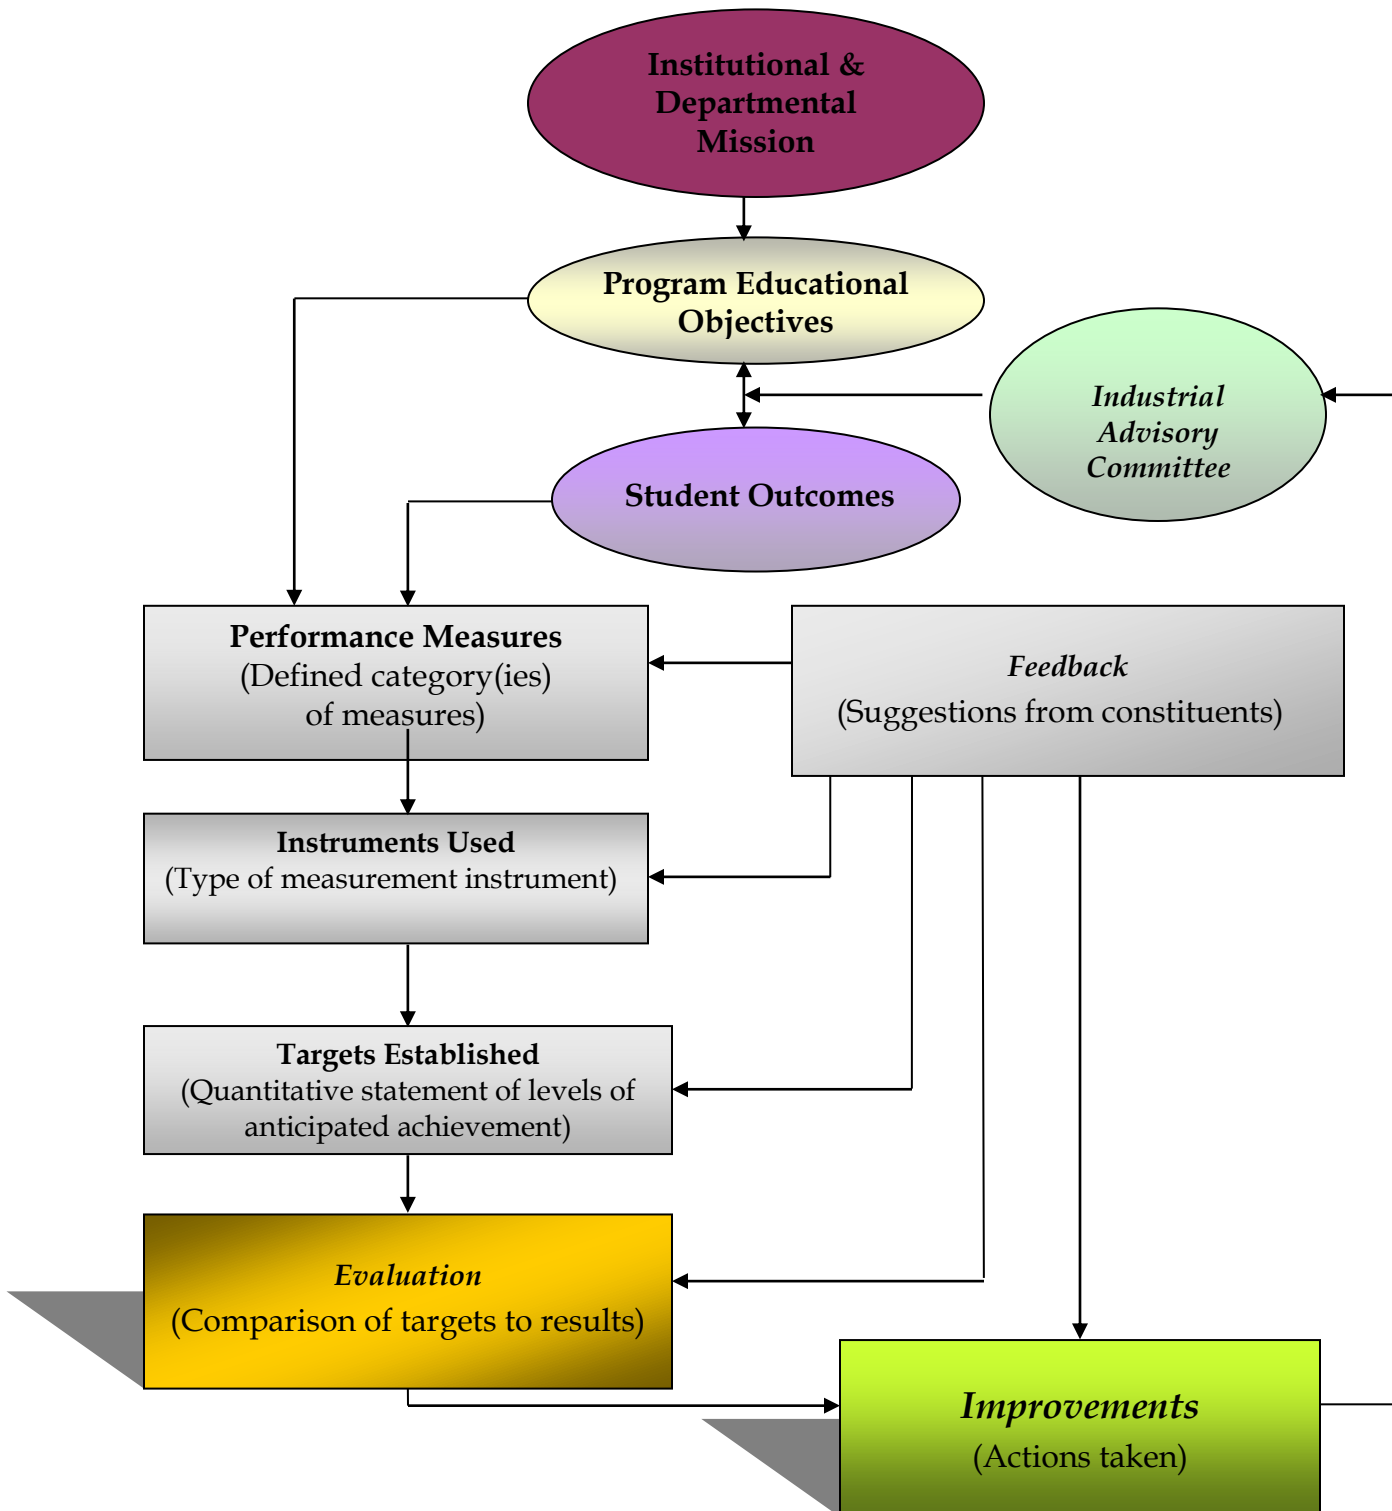 Institutional &
Departmental
Mission
Program Educational
Objectives
Industrial
Advisory
Committee
Student Outcomes
Performance Measures
(Defined category(ies)
of measures)
Feedback
(Suggestions from constituents)
Instruments Used
(Type of measurement instrument)
Targets Established
(Quantitative statement of levels of
anticipated achievement)
Evaluation
(Comparison of targets to results)
Improvements
(Actions taken)